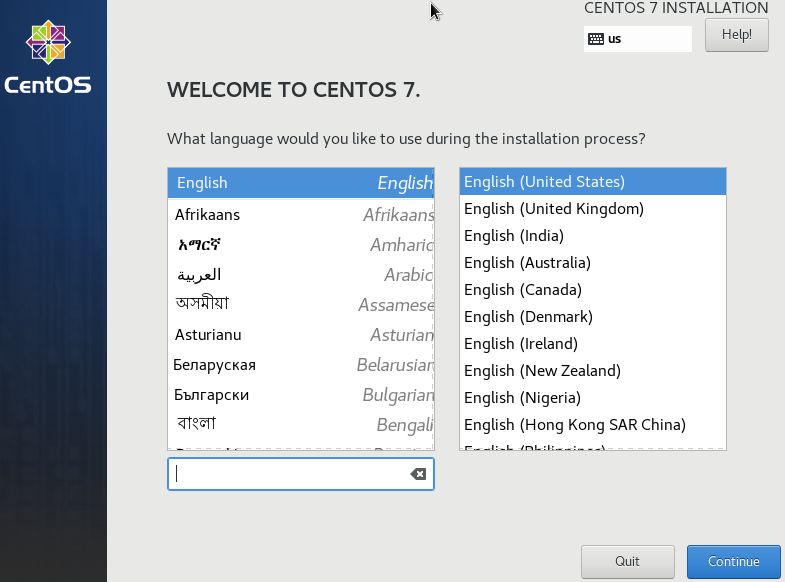 CENTOS 7 INSTALLATION
us
Help!
CentOS
WELCOME TO CENTOS 7.
What language would you like to use during the installation process?
English English
Afrikaans Afrikaans
አማርኛ Amharic
العربية Arabic
অসমীয়া Assamese
Asturianu Asturian
Беларуская Belarusian
Български Bulgarian
বাংলা Bengali
English (United States)
English (United Kingdom)
English (India)
English (Australia)
English (Canada)
English (Denmark)
English (Ireland)
English (New Zealand)
English (Nigeria)
English (Hong Kong SAR China)
English (Philippines)
Quit
Continue